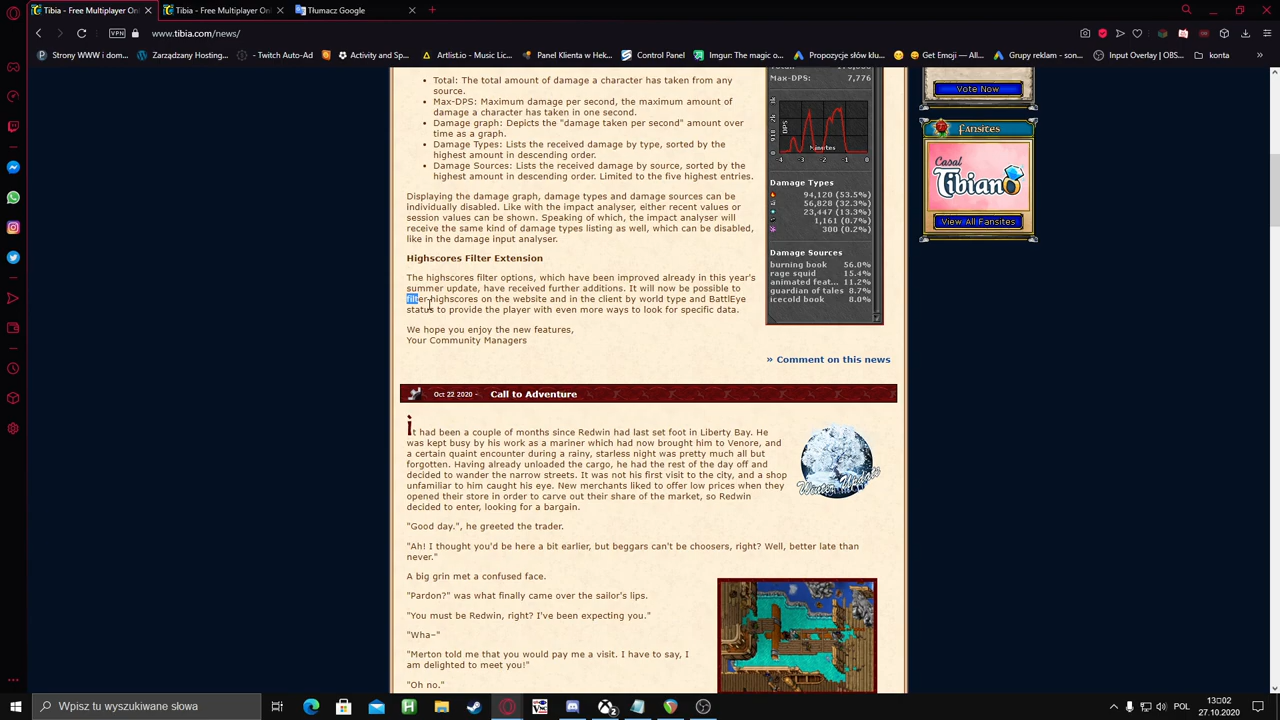 Tibia - Free Multiplayer Onl
Tibia - Free Multiplayer Onl
Tłumacz Google
VPN
www.tibia.com/news/
Strony WWW i dom...
Zarządzany Hosting...
- Twitch Auto-Ad
Activity and Sp...
Artlist.io - Music Lic...
Panel Klienta w Hek...
Centrum Pomocy |...
Imgur: The magic o...
Propozycje słów klu...
Get Emoji — All...
Grupy reklam - son...
Input Overlay | OBS...
konta
Total: The total amount of damage a character has taken from any
source.
Max-DPS: Maximum damage per second, the maximum amount of
damage a character has taken in one second.
Damage graph: Depicts the "damage taken per second" amount over
time as a graph.
Damage Types: Lists the received damage by type, sorted by the
highest amount in descending order.
Damage Sources: Lists the received damage by source, sorted by the
highest amount in descending order. Limited to the five highest entries.
Displaying the damage graph, damage types and damage sources can be
individually disabled. Like with the impact analyser, either recent values or
session values can be shown. Speaking of which, the impact analyser will
receive the same kind of damage types listing as well, which can be disabled,
like in the damage input analyser.
Highscores Filter Extension
The highscores filter options, which have been improved already in this year's
summer update, have received further additions. It will now be possible to
filter highscores on the website and in the client by world type and BattlEye
status to provide the player with even more ways to look for specific data.
We hope you enjoy the new features,
Your Community Managers
Max-DPS: 7,776
DPS
Minutes
-4 -3 -2 -1 0
Damage Types
94,120 (53.5%)
56,828 (32.3%)
23,447 (13.3%)
1,161 (0.7%)
300 (0.2%)
Damage Sources
burning book 56.0%
rage squid 15.4%
animated feat... 11.2%
guardian of tales 8.7%
icecold book 8.0%
» Comment on this news
Vote Now
Fansites
Casal
Tibiano
View All Fansites
Oct 22 2020 - Call to Adventure
it had been a couple of months since Redwin had last set foot in Liberty Bay. He
was kept busy by his work as a mariner which had now brought him to Venore, and
a certain quaint encounter during a rainy, starless night was pretty much all but
forgotten. Having already unloaded the cargo, he had the rest of the day off and
decided to wander the narrow streets. It was not his first visit to the city, and a shop
unfamiliar to him caught his eye. New merchants liked to offer low prices when they
opened their store in order to carve out their share of the market, so Redwin
decided to enter, looking for a bargain.
"Good day.", he greeted the trader.
"Ah! I thought you'd be here a bit earlier, but beggars can't be choosers, right? Well, better late than
never."
A big grin met a confused face.
"Pardon?" was what finally came over the sailor's lips.
"You must be Redwin, right? I've been expecting you."
"Wha–"
"Merton told me that you would pay me a visit. I have to say, I
am delighted to meet you!"
"Oh no."
Winter Update
Wpisz tu wyszukiwane słowa
2
POL
13:02
27.10.2020